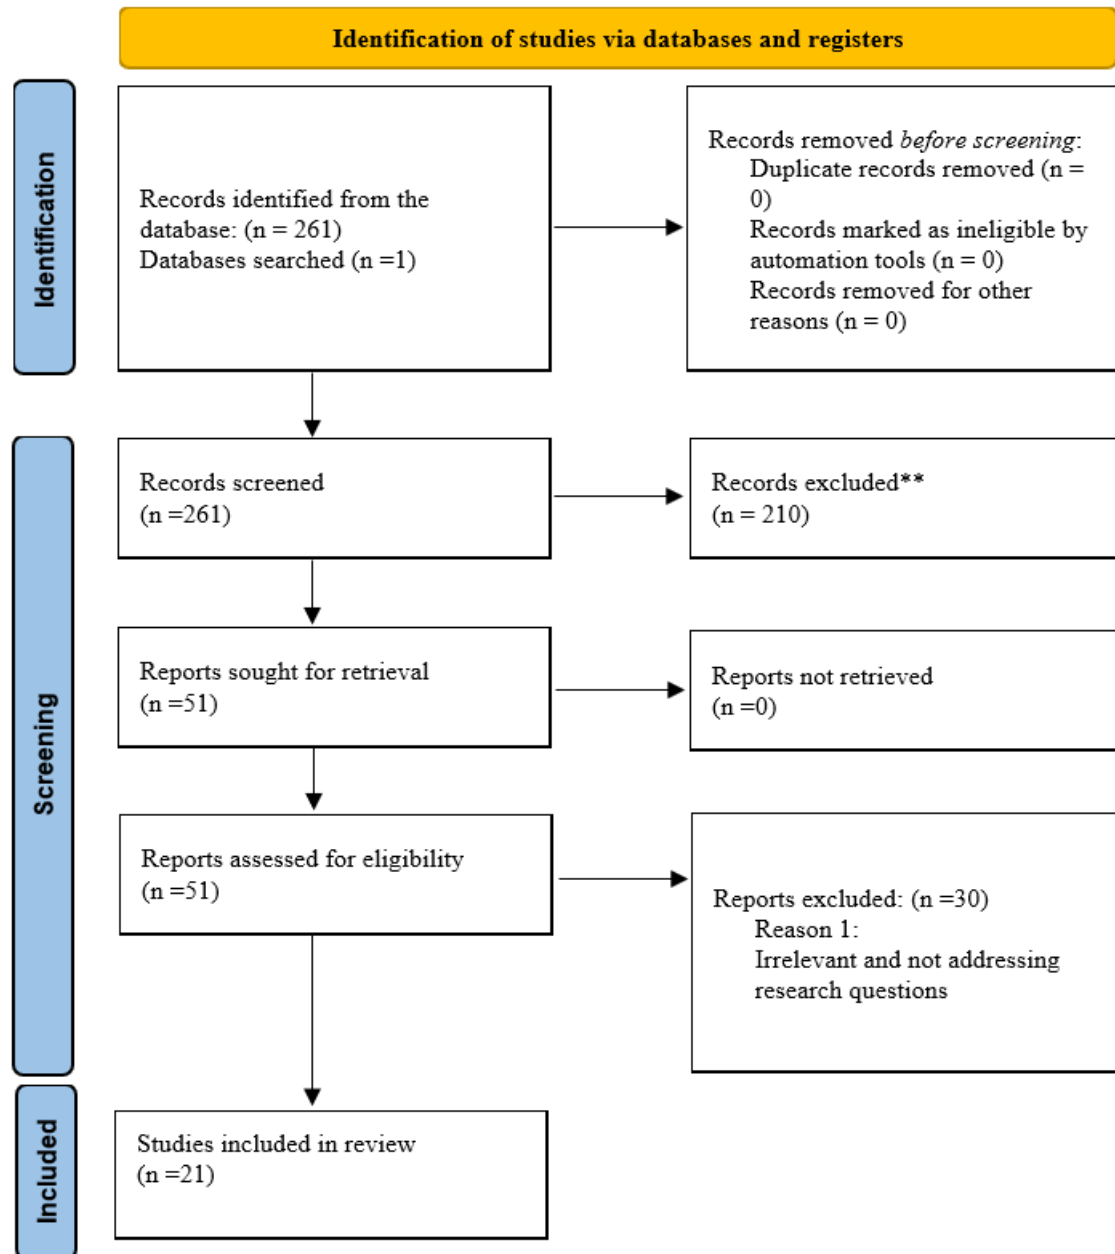 Identification of studies via databases and registers
Identification
Records identified from the
database: (n = 261)
Databases searched (n =1)
Records removed before screening:
Duplicate records removed (n =
0)
Records marked as ineligible by
automation tools (n = 0)
Records removed for other
reasons (n = 0)
Screening
Records screened
(n =261)
Records excluded**
(n = 210)
Reports sought for retrieval
(n =51)
Reports not retrieved
(n =0)
Reports assessed for eligibility
(n =51)
Reports excluded: (n =30)
Reason 1:
Irrelevant and not addressing
research questions
Included
Studies included in review
(n =21)